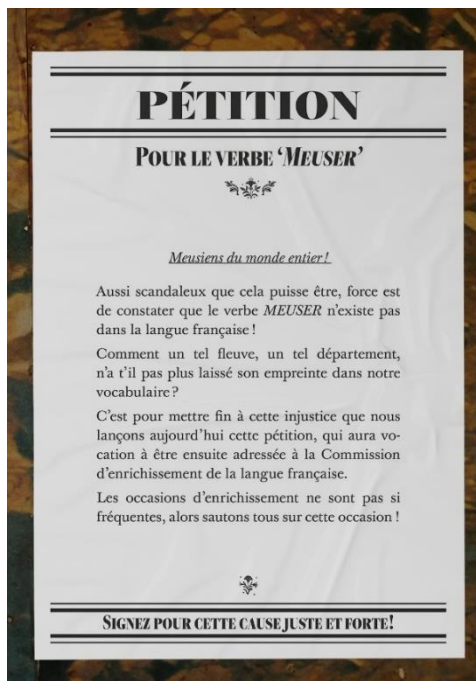 PÉTITION
POUR LE VERBE ‘MEUSER’
Meusiens du monde entier !
Aussi scandaleux que cela puisse être, force est
de constater que le verbe MEUSER n’existe pas
dans la langue française !
Comment un tel fleuve, un tel département,
n’a t’il pas plus laissé son empreinte dans notre
vocabulaire ?
C’est pour mettre fin à cette injustice que nous
lançons aujourd’hui cette pétition, qui aura vo-
cation à être ensuite adressée à la Commission
d’enrichissement de la langue française.
Les occasions d’enrichissement ne sont pas si
fréquentes, alors sautons tous sur cette occasion !
SIGNEZ POUR CETTE CAUSE JUSTE ET FORTE !